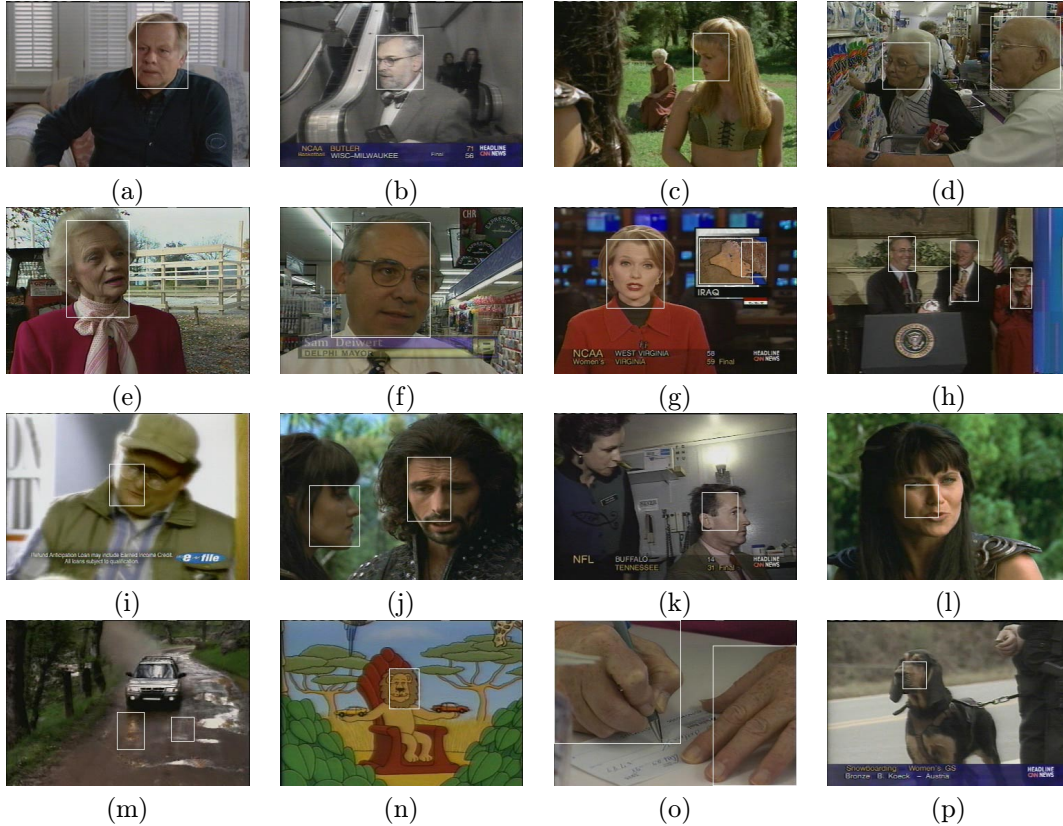 NCAA BUTLER 71 HEADLINE
Basketball WISC-MILWAUKEE Final 56 CNN NEWS
(a) (b) (c) (d)
CHR
Sam Deiwert
DELPHI MAYOR
IRAQ
NCAA WEST VIRGINIA 58 HEADLINE
Women's VIRGINIA 59 Final CNN NEWS
(e) (f) (g) (h)
Refund Anticipation Loan may include Earned Income Credit.
All loans subject to qualification.
e-file
NFL BUFFALO 14 HEADLINE
TENNESSEE 31 Final CNN NEWS
(i) (j) (k) (l)
Snowboarding: Women's GS HEADLINE
Bronze B. Koeck - Austria CNN NEWS
(m) (n) (o) (p)